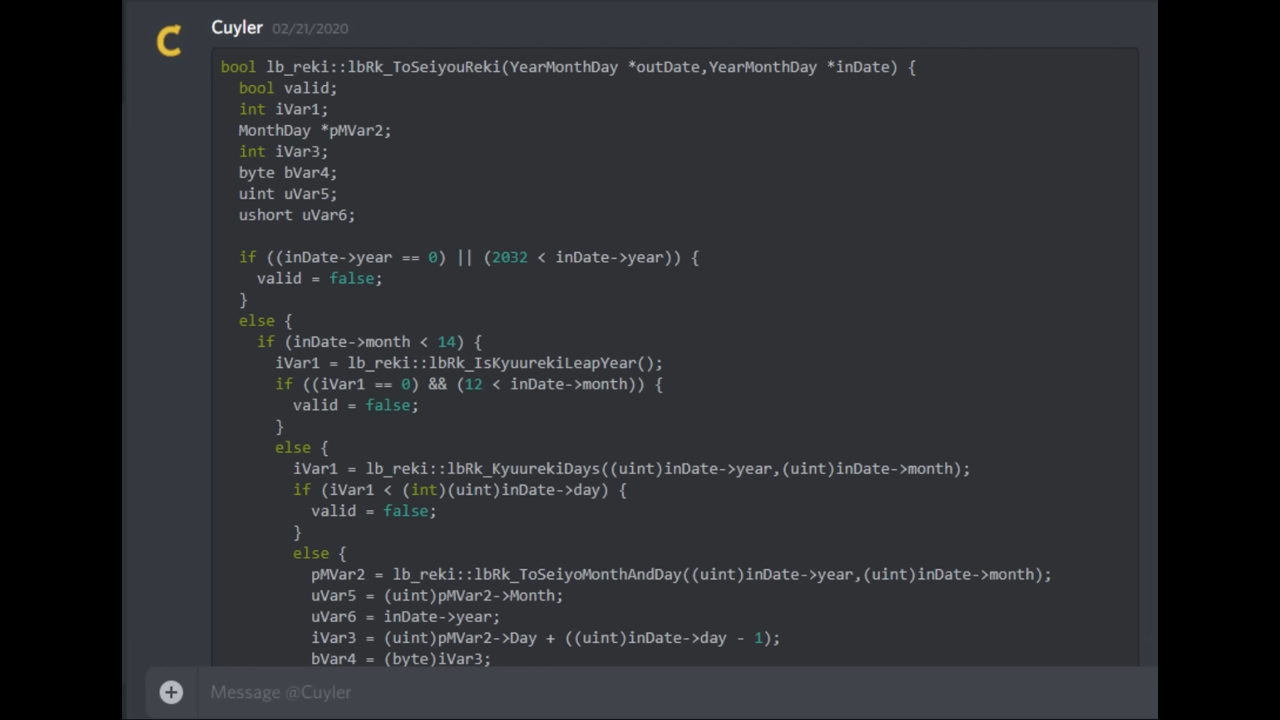 Cuyler 02/21/2020
bool lb_reki::lbRk_ToSeiyouReki(YearMonthDay *outDate,YearMonthDay *inDate) {
  bool valid;
  int iVar1;
  MonthDay *pMVar2;
  int iVar3;
  byte bVar4;
  uint uVar5;
  ushort uVar6;

  if ((inDate->year == 0) || (2032 < inDate->year)) {
    valid = false;
  }
  else {
    if (inDate->month < 14) {
      iVar1 = lb_reki::lbRk_IsKyuurekiLeapYear();
      if ((iVar1 == 0) && (12 < inDate->month)) {
        valid = false;
      }
      else {
        iVar1 = lb_reki::lbRk_KyuurekiDays((uint)inDate->year,(uint)inDate->month);
        if (iVar1 < (int)(uint)inDate->day) {
          valid = false;
        }
        else {
          pMVar2 = lb_reki::lbRk_ToSeiyoMonthAndDay((uint)inDate->year,(uint)inDate->month);
          uVar5 = (uint)pMVar2->Month;
          uVar6 = inDate->year;
          iVar3 = (uint)pMVar2->Day + ((uint)inDate->day - 1);
          bVar4 = (byte)iVar3;
Message @Cuyler